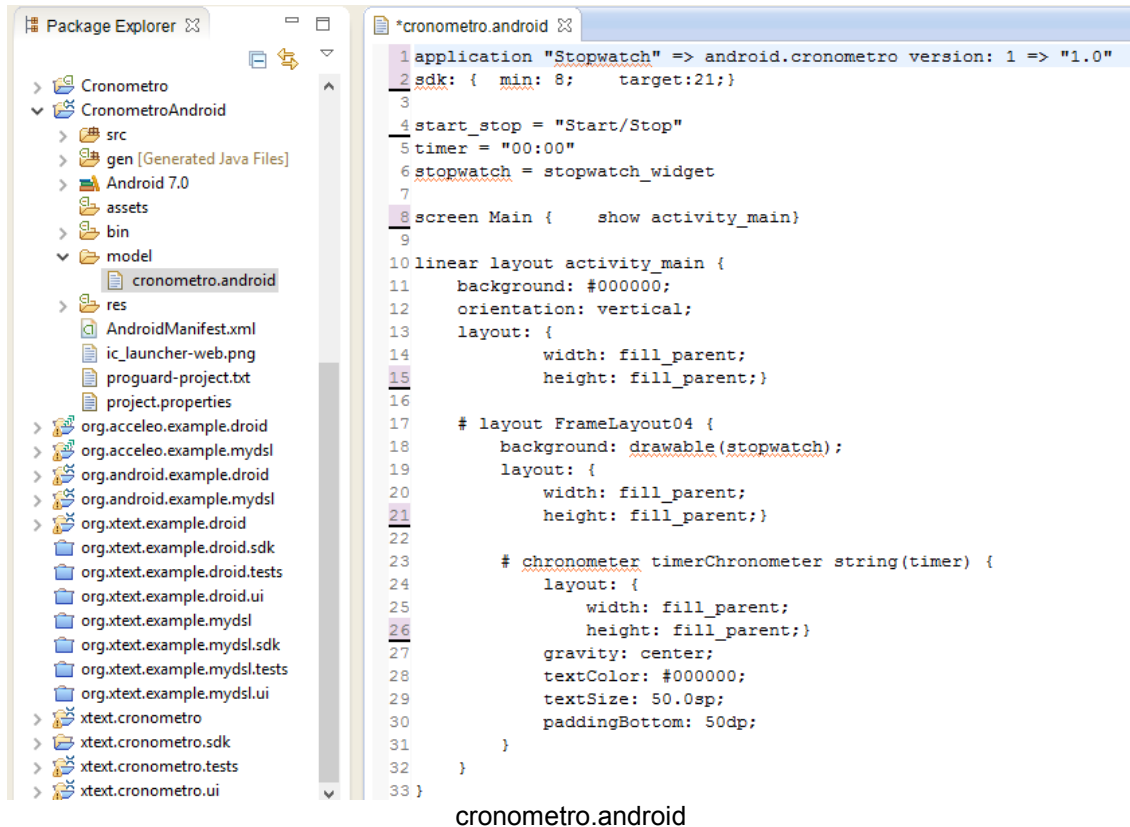 Package Explorer
Cronometro
CronometroAndroid
src
gen [Generated Java Files]
Android 7.0
assets
bin
model
cronometro.android
res
AndroidManifest.xml
ic_launcher-web.png
proguard-project.txt
project.properties
org.acceleo.example.droid
org.acceleo.example.mydsl
org.android.example.droid
org.android.example.mydsl
org.xtext.example.droid
org.xtext.example.droid.sdk
org.xtext.example.droid.tests
org.xtext.example.droid.ui
org.xtext.example.mydsl
org.xtext.example.mydsl.sdk
org.xtext.example.mydsl.tests
org.xtext.example.mydsl.ui
xtext.cronometro
xtext.cronometro.sdk
xtext.cronometro.tests
xtext.cronometro.ui
*cronometro.android
1 application "Stopwatch" => android.cronometro version: 1 => "1.0"
2 sdk: {  min: 8;    target:21;}
3
4 start_stop = "Start/Stop"
5 timer = "00:00"
6 stopwatch = stopwatch_widget
7
8 screen Main {    show activity_main}
9
10 linear layout activity_main {
11     background: #000000;
12     orientation: vertical;
13     layout: {
14             width: fill_parent;
15             height: fill_parent;}
16
17     # layout FrameLayout04 {
18         background: drawable(stopwatch);
19         layout: {
20             width: fill_parent;
21             height: fill_parent;}
22
23         # chronometer timerChronometer string(timer) {
24             layout: {
25                 width: fill_parent;
26                 height: fill_parent;}
27             gravity: center;
28             textColor: #000000;
29             textSize: 50.0sp;
30             paddingBottom: 50dp;
31         }
32     }
33 }
cronometro.android